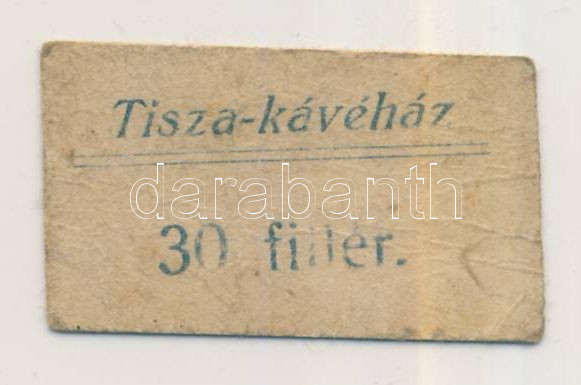 Tisza-kávéház
darabanth
30 fillér.